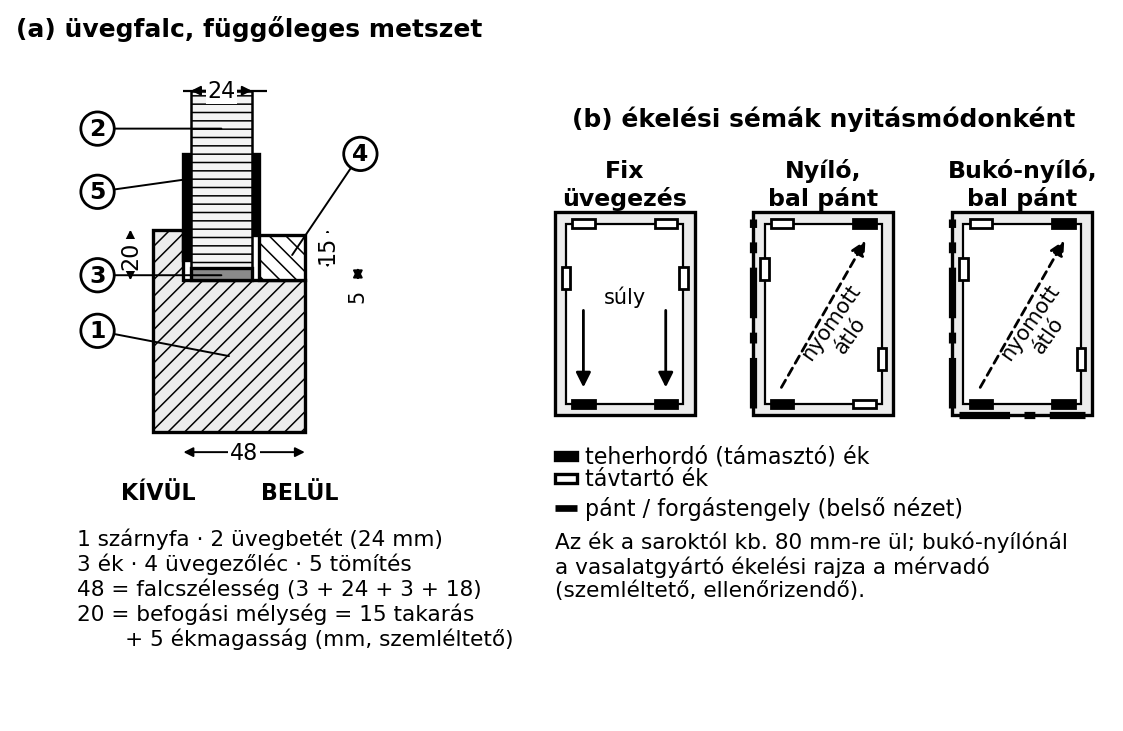 (a) üvegfalc, függőleges metszet
24
2
4
5
20
15
3
5
1
48
KÍVÜL BELÜL
1 szárnyfa · 2 üvegbetét (24 mm)
3 ék · 4 üvegezőléc · 5 tömítés
48 = falcszélesség (3 + 24 + 3 + 18)
20 = befogási mélység = 15 takarás
+ 5 ékmagasság (mm, szemléltető)
(b) ékelési sémák nyitásmódonként
Fix
üvegezés
Nyíló,
bal pánt
Bukó-nyíló,
bal pánt
súly
nyomott
átló
nyomott
átló
teherhordó (támasztó) ék
távtartó ék
pánt / forgástengely (belső nézet)
Az ék a saroktól kb. 80 mm-re ül; bukó-nyílónál
a vasalatgyártó ékelési rajza a mérvadó
(szemléltető, ellenőrizendő).